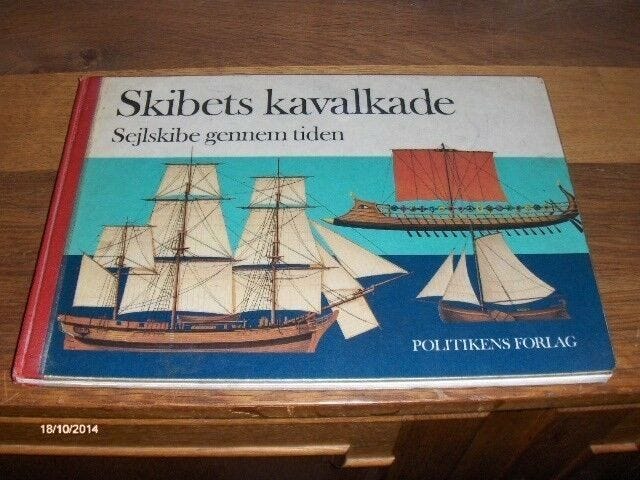 Skibets kavalkade
Sejlskibe gennem tiden
POLITIKENS FORLAG
18/10/2014